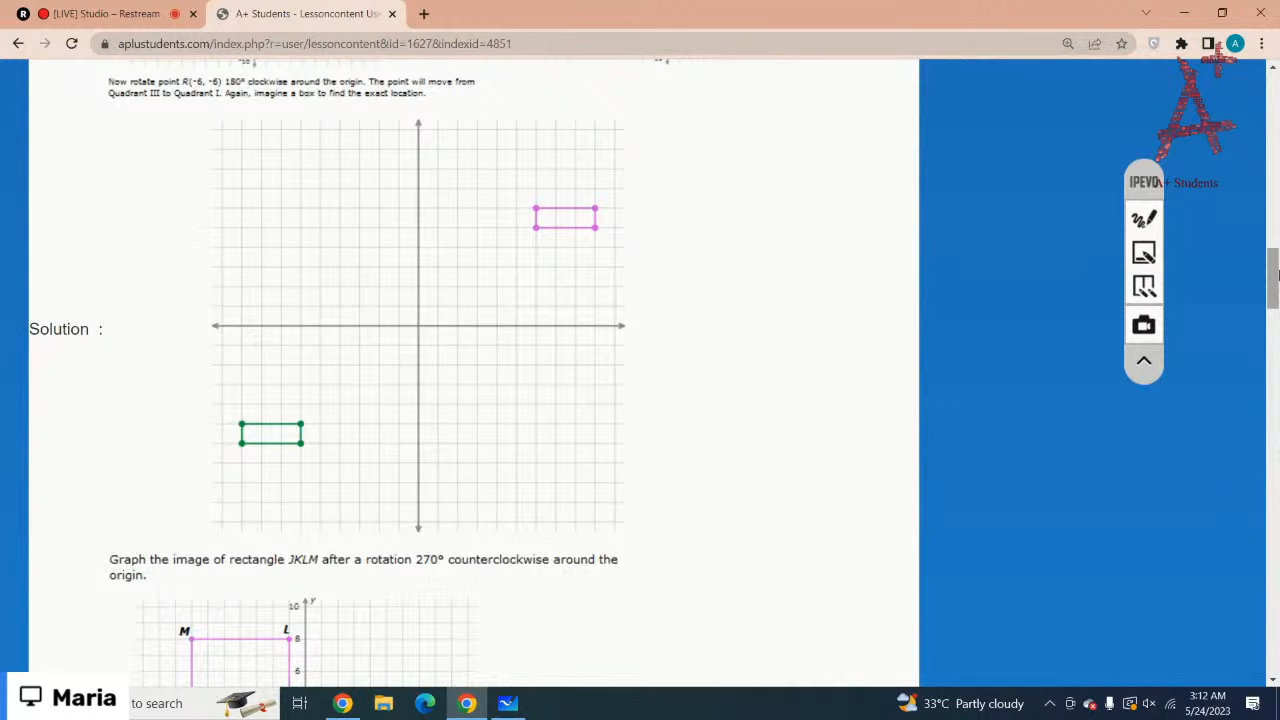 [LIVE] Studio – Restream
A+ Students - Lessoncontent Us
aplustudents.com/index.php?r=user/lessoncontent&id=1627&indexid=4851
A
Now rotate point R(-6, -6) 180° clockwise around the origin. The point will move from
Quadrant III to Quadrant I. Again, imagine a box to find the exact location.
IPEVO
A+ Students
Solution :
Graph the image of rectangle JKLM after a rotation 270° counterclockwise around the
origin.
10
y
M
L
8
6
Maria
to search
33°C Partly cloudy
3:12 AM
5/24/2023